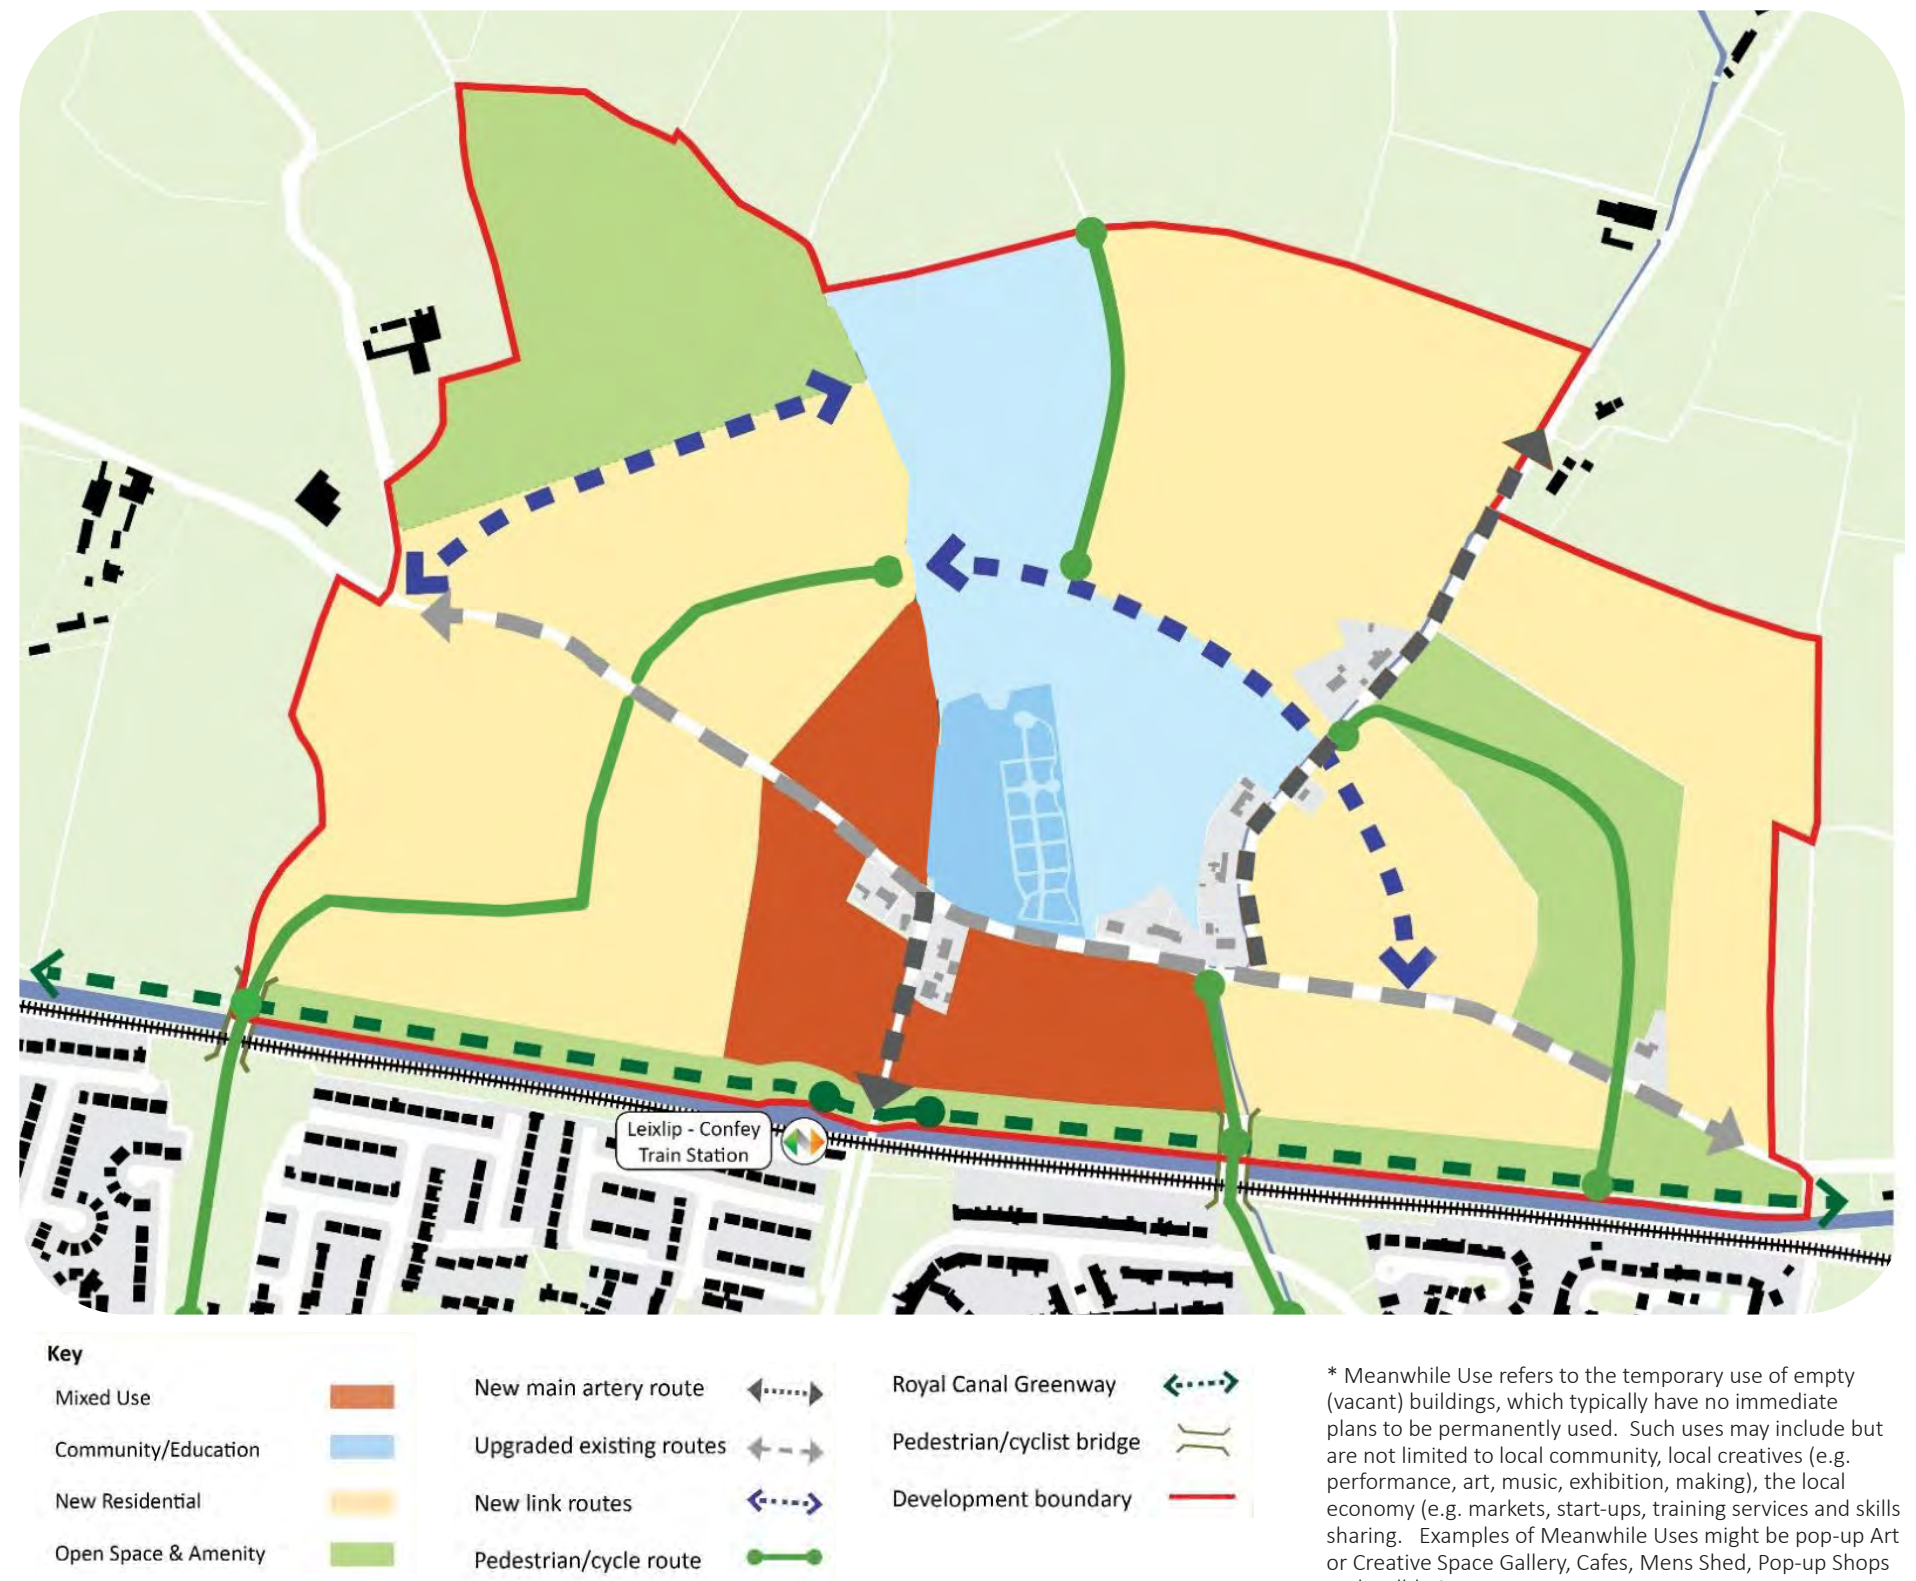 Leixlip - Confey
Train Station
Key
Mixed Use
Community/Education
New Residential
Open Space & Amenity
New main artery route
Upgraded existing routes
New link routes
Pedestrian/cycle route
Royal Canal Greenway
Pedestrian/cyclist bridge
Development boundary
* Meanwhile Use refers to the temporary use of empty
(vacant) buildings, which typically have no immediate
plans to be permanently used. Such uses may include but
are not limited to local community, local creatives (e.g.
performance, art, music, exhibition, making), the local
economy (e.g. markets, start-ups, training services and skills
sharing. Examples of Meanwhile Uses might be pop-up Art
or Creative Space Gallery, Cafes, Mens Shed, Pop-up Shops